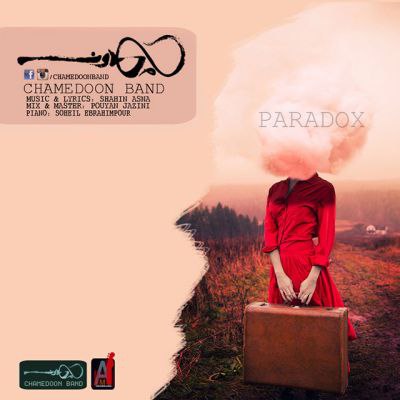 /CHAMEDOONBAND
CHAMEDOON BAND
MUSIC & LYRICS: SHAHIN ASNA
MIX & MASTER: POUYAN JAZINI
PIANO: SOHEIL EBRAHIMPOUR
PARADOX
CHAMEDOON BAND